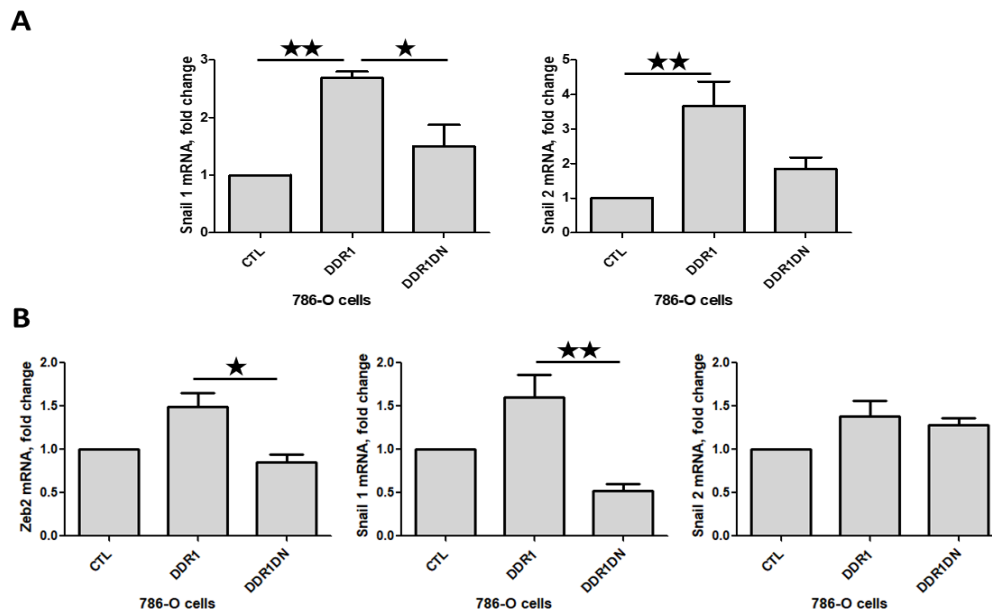 A
Snail 1 mRNA, fold change
3
2
1
0
CTL
DDR1
DDR1DN
786-O cells
Snail 2 mRNA, fold change
5
4
3
2
1
0
CTL
DDR1
DDR1DN
786-O cells
B
Zeb2 mRNA, fold change
2.0
1.5
1.0
0.5
0.0
CTL
DDR1
DDR1DN
786-O cells
Snail 1 mRNA, fold change
2.0
1.5
1.0
0.5
0.0
CTL
DDR1
DDR1DN
786-O cells
Snail 2 mRNA, fold change
2.0
1.5
1.0
0.5
0.0
CTL
DDR1
DDR1DN
786-O cells